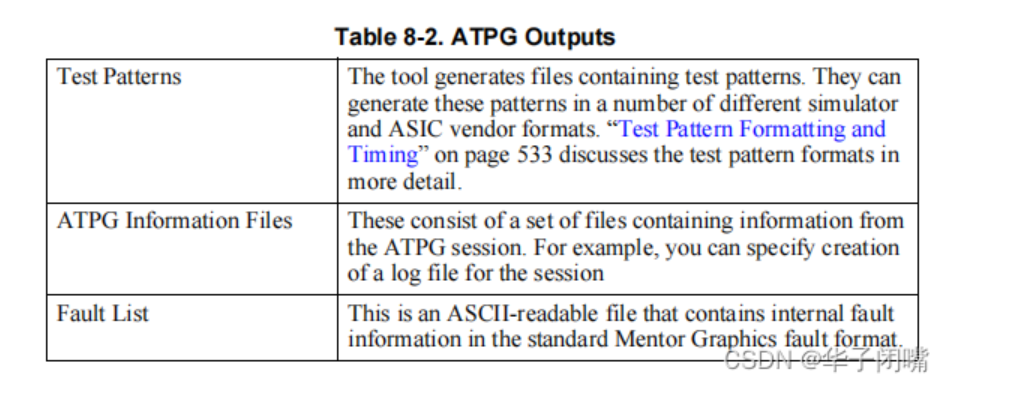 Table 8-2. ATPG Outputs
Test Patterns
The tool generates files containing test patterns. They can
generate these patterns in a number of different simulator
and ASIC vendor formats. “Test Pattern Formatting and
Timing” on page 533 discusses the test pattern formats in
more detail.
ATPG Information Files
These consist of a set of files containing information from
the ATPG session. For example, you can specify creation
of a log file for the session
Fault List
This is an ASCII-readable file that contains internal fault
information in the standard Mentor Graphics fault format.
CSDN @华子闭嘴